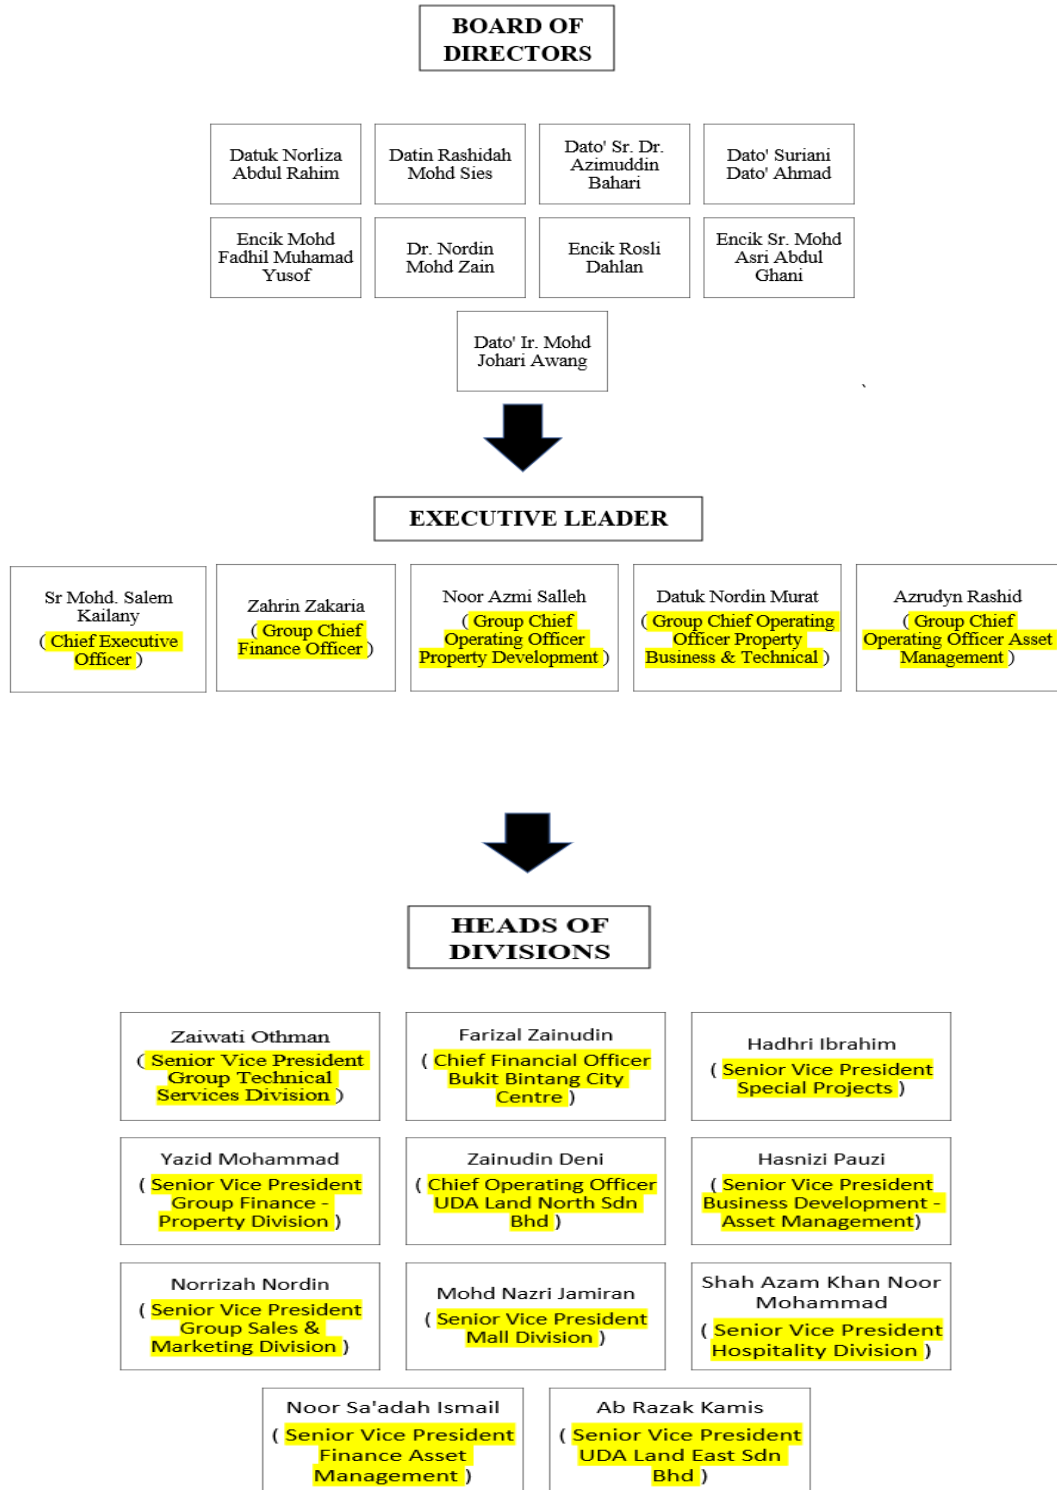 BOARD OF
DIRECTORS
Datuk Norliza
Abdul Rahim
Datin Rashidah
Mohd Sies
Dato' Sr. Dr.
Azimuddin
Bahari
Dato' Suriani
Dato' Ahmad
Encik Mohd
Fadhil Muhamad
Yusof
Dr. Nordin
Mohd Zain
Encik Rosli
Dahlan
Encik Sr. Mohd
Asri Abdul
Ghani
Dato' Ir. Mohd
Johari Awang
`
EXECUTIVE LEADER
Sr Mohd. Salem
Kailany
( Chief Executive
Officer )
Zahrin Zakaria
( Group Chief
Finance Officer )
Noor Azmi Salleh
( Group Chief
Operating Officer
Property Development )
Datuk Nordin Murat
( Group Chief Operating
Officer Property
Business & Technical )
Azrudyn Rashid
( Group Chief
Operating Officer Asset
Management )
HEADS OF
DIVISIONS
Zaiwati Othman
( Senior Vice President
Group Technical
Services Division )
Farizal Zainudin
( Chief Financial Officer
Bukit Bintang City
Centre )
Hadhri Ibrahim
( Senior Vice President
Special Projects )
Yazid Mohammad
( Senior Vice President
Group Finance -
Property Division )
Zainudin Deni
( Chief Operating Officer
UDA Land North Sdn
Bhd )
Hasnizi Pauzi
( Senior Vice President
Business Development -
Asset Management)
Norrizah Nordin
( Senior Vice President
Group Sales &
Marketing Division )
Mohd Nazri Jamiran
( Senior Vice President
Mall Division )
Shah Azam Khan Noor
Mohammad
( Senior Vice President
Hospitality Division )
Noor Sa'adah Ismail
( Senior Vice President
Finance Asset
Management )
Ab Razak Kamis
( Senior Vice President
UDA Land East Sdn
Bhd )